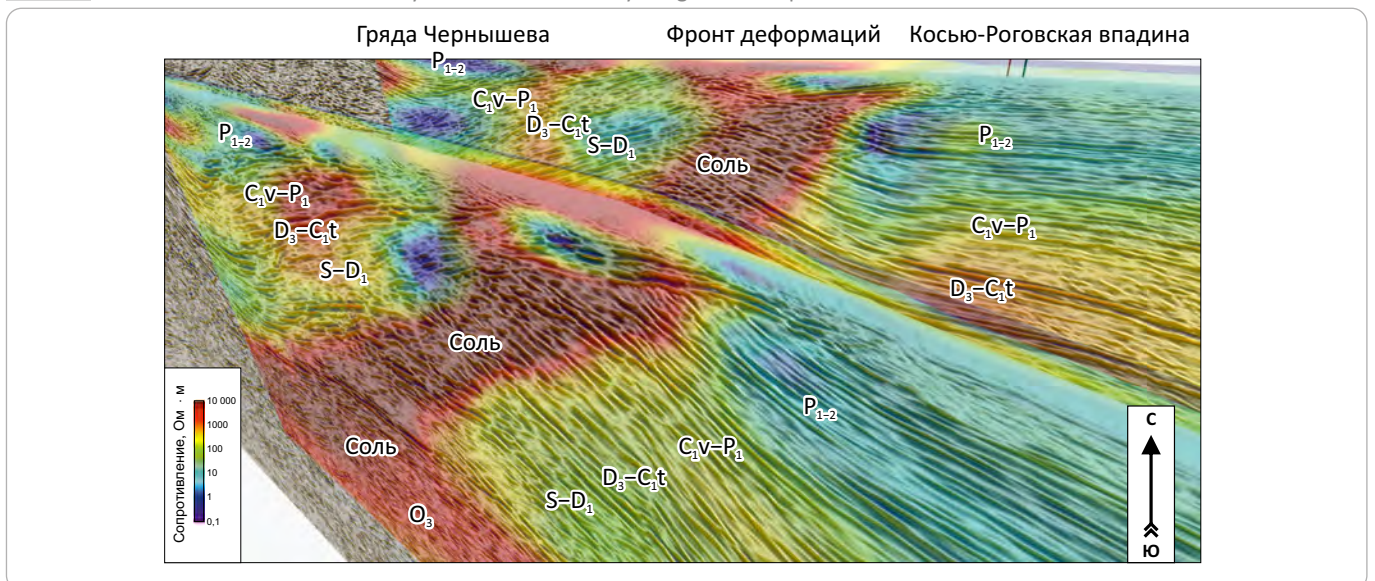 Гряда Чернышева Фронт деформаций Косью-Роговская впадина
P₁₋₂
C₁v–P₁
D₃–C₁t
S–D₁
Соль
P₁₋₂
C₁v–P₁
D₃–C₁t
P₁₋₂
C₁v–P₁
D₃–C₁t
S–D₁
Соль
Соль
O₃
P₁₋₂
C₁v–P₁
D₃–C₁t
S–D₁
Сопротивление, Ом · м
10 000
1000
100
10
1
0,1
С
Ю